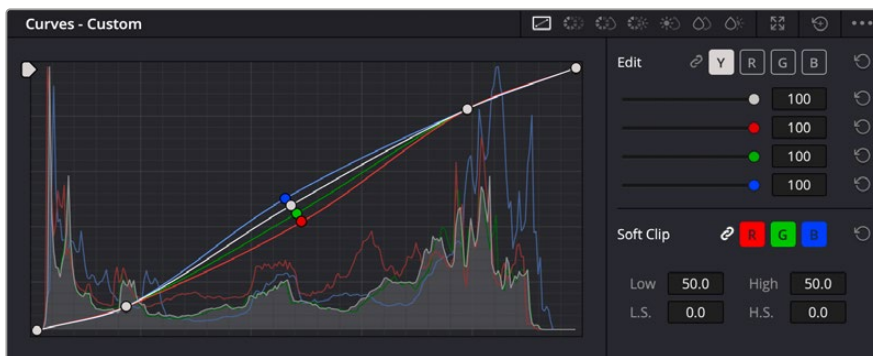 Curves - Custom
Edit Y R G B
100
100
100
100
Soft Clip R G B
Low 50.0 High 50.0
L.S. 0.0 H.S. 0.0